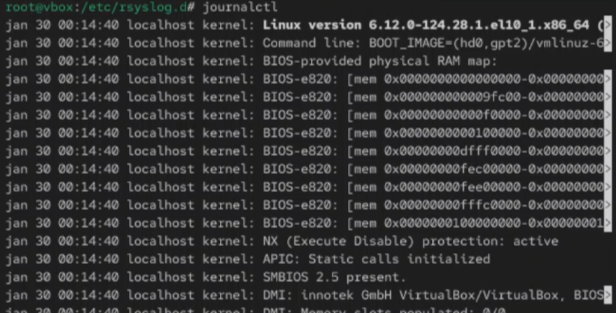 root@vbox:/etc/rsyslog.d# journalctl
jan 30 00:14:40 localhost kernel: Linux version 6.12.0-124.28.1.el10_1.x86_64 (>
jan 30 00:14:40 localhost kernel: Command line: BOOT_IMAGE=(hd0,gpt2)/vmlinuz-6>
jan 30 00:14:40 localhost kernel: BIOS-provided physical RAM map:
jan 30 00:14:40 localhost kernel: BIOS-e820: [mem 0x0000000000000000-0x00000000>
jan 30 00:14:40 localhost kernel: BIOS-e820: [mem 0x000000000009fc00-0x00000000>
jan 30 00:14:40 localhost kernel: BIOS-e820: [mem 0x00000000000f0000-0x00000000>
jan 30 00:14:40 localhost kernel: BIOS-e820: [mem 0x0000000000100000-0x00000000>
jan 30 00:14:40 localhost kernel: BIOS-e820: [mem 0x00000000dfff0000-0x00000000>
jan 30 00:14:40 localhost kernel: BIOS-e820: [mem 0x00000000fec00000-0x00000000>
jan 30 00:14:40 localhost kernel: BIOS-e820: [mem 0x00000000fee00000-0x00000000>
jan 30 00:14:40 localhost kernel: BIOS-e820: [mem 0x00000000fffc0000-0x00000000>
jan 30 00:14:40 localhost kernel: BIOS-e820: [mem 0x0000000100000000-0x00000001>
jan 30 00:14:40 localhost kernel: NX (Execute Disable) protection: active
jan 30 00:14:40 localhost kernel: APIC: Static calls initialized
jan 30 00:14:40 localhost kernel: SMBIOS 2.5 present.
jan 30 00:14:40 localhost kernel: DMI: innotek GmbH VirtualBox/VirtualBox, BIOS>
jan 30 00:14:40 localhost kernel: DMI: Memory slots populated: 0/0